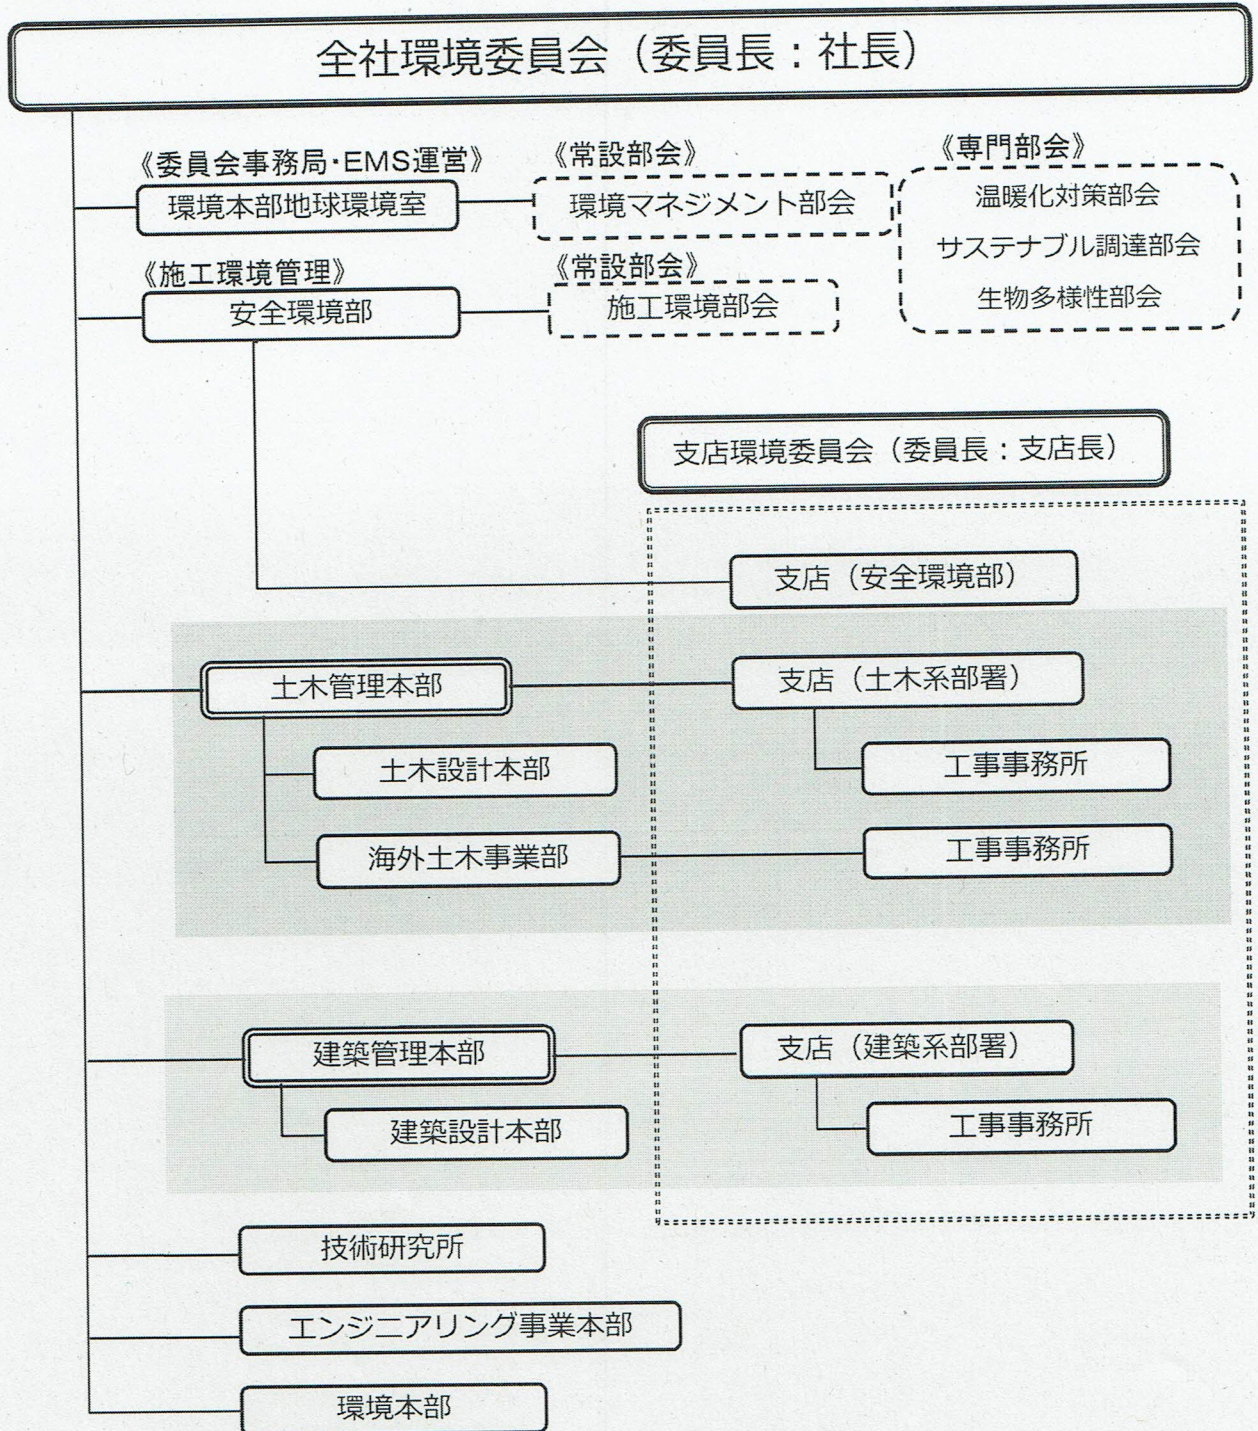 全社環境委員会（委員長：社長）
《委員会事務局･EMS運営》
環境本部地球環境室
《常設部会》
環境マネジメント部会
《専門部会》
温暖化対策部会
サステナブル調達部会
生物多様性部会
《施工環境管理》
安全環境部
《常設部会》
施工環境部会
支店環境委員会（委員長：支店長）
支店（安全環境部）
土木管理本部
支店（土木系部署）
土木設計本部
工事事務所
海外土木事業部
工事事務所
建築管理本部
支店（建築系部署）
建築設計本部
工事事務所
技術研究所
エンジニアリング事業本部
環境本部